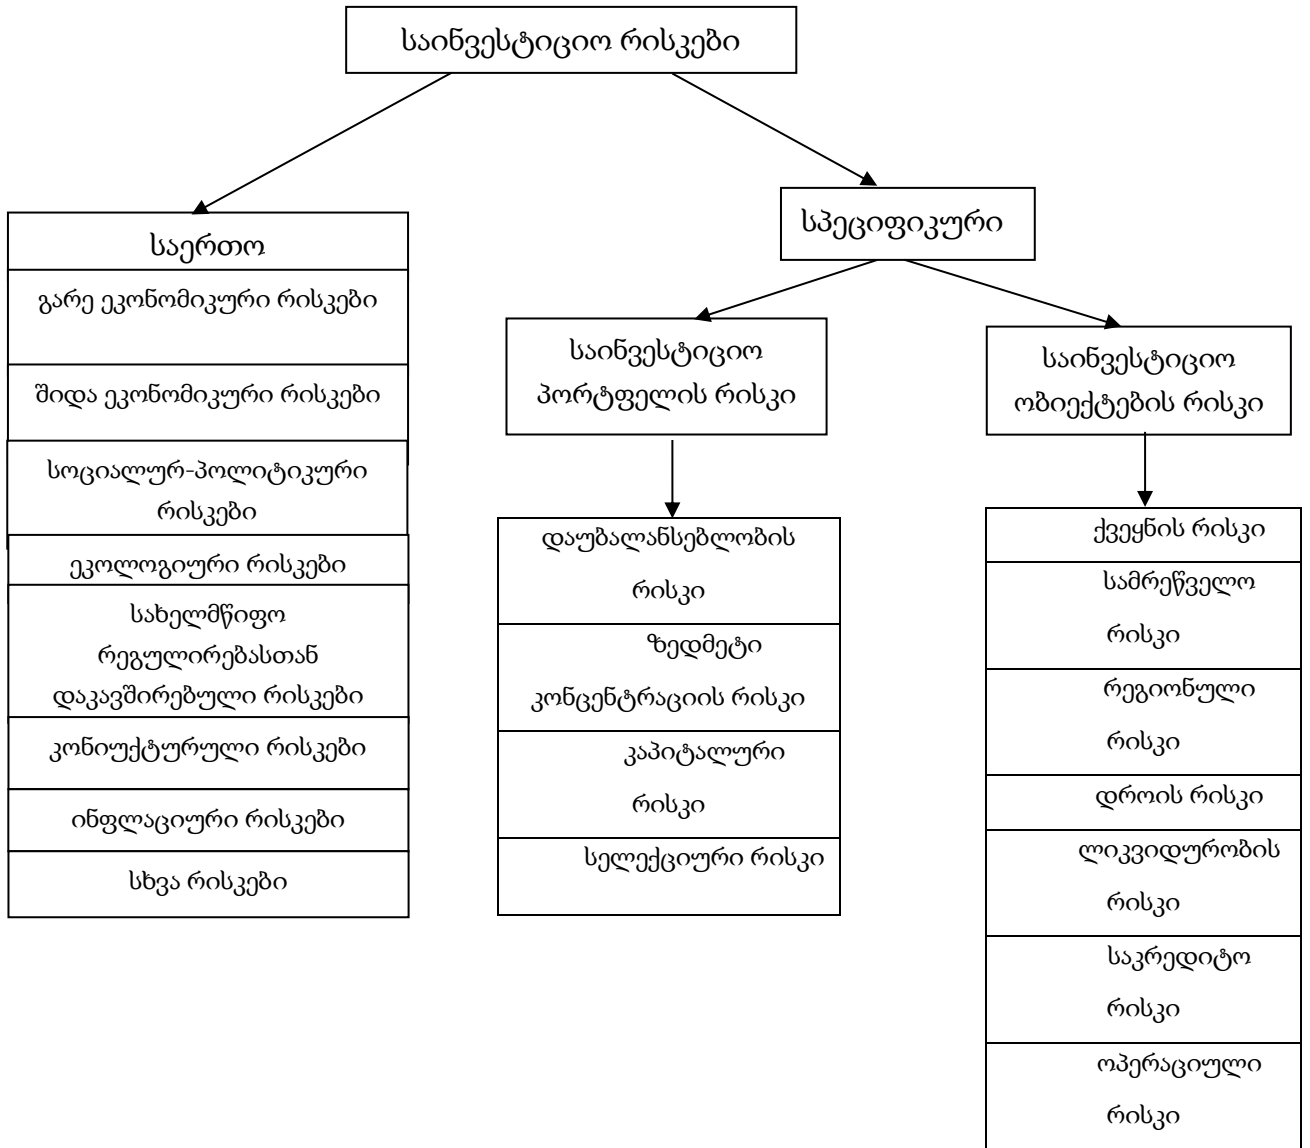 საინვესტიციო რისკები
საერთო
გარე ეკონომიკური რისკები
შიდა ეკონომიკური რისკები
სოციალურ-პოლიტიკური
რისკები
ეკოლოგიური რისკები
სახელმწიფო
რეგულირებასთან
დაკავშირებული რისკები
კონიუქტურული რისკები
ინფლაციური რისკები
სხვა რისკები
სპეციფიკური
საინვესტიციო
პორტფელის რისკი
დაუბალანსებლობის
რისკი
ზედმეტი
კონცენტრაციის რისკი
კაპიტალური
რისკი
სელექციური რისკი
საინვესტიციო
ობიექტების რისკი
ქვეყნის რისკი
სამრეწველო
რისკი
რეგიონული
რისკი
დროის რისკი
ლიკვიდურობის
რისკი
საკრედიტო
რისკი
ოპერაციული
რისკი